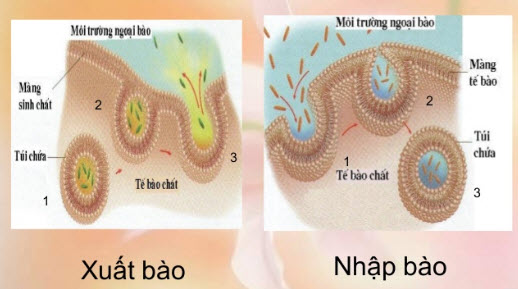 Môi trường ngoại bào
Màng
sinh chất
2
Túi chứa
3
1
Tế bào chất
Xuất bào
Môi trường ngoại bào
Màng
tế bào
2
Túi
chứa
1
Tế bào chất
3
Nhập bào